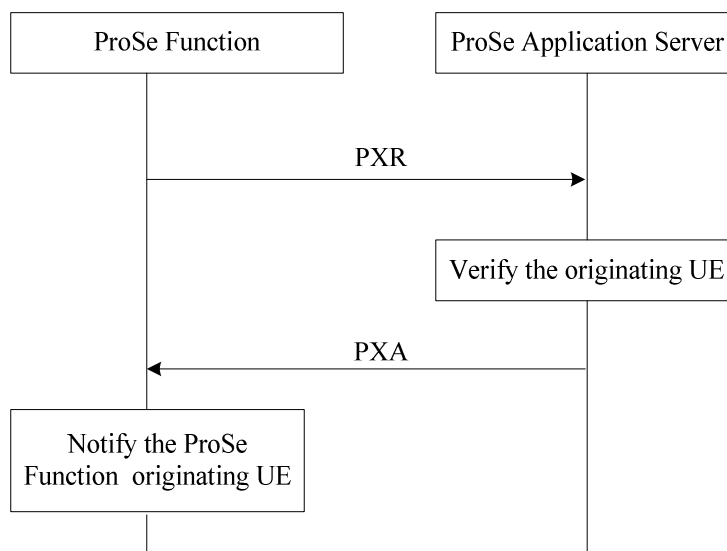 ProSe Function
ProSe Application Server
PXR
Verify the originating UE
PXA
Notify the ProSe
Function originating UE